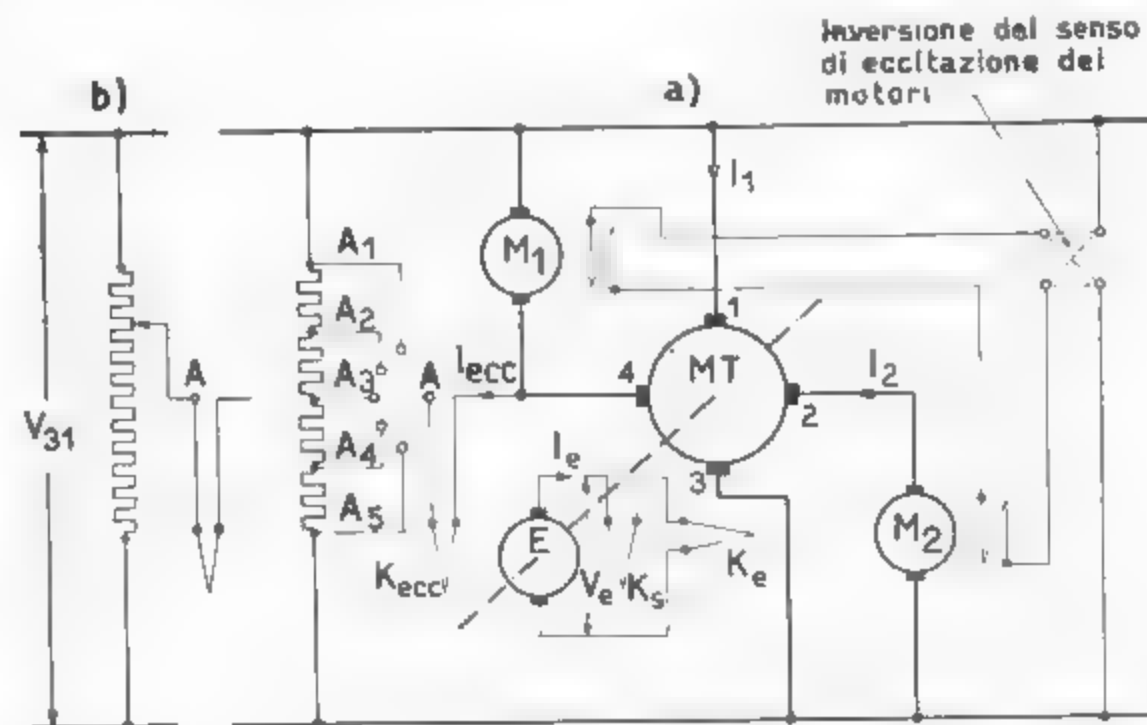 Inversione del senso
di eccitazione dei
motori
b)
a)
I1
A1
M1
A2
1
A3
A
A
Iecc
4
MT
I2
V31
2
A4
Ie
3
A5
E
M2
Kecc
Ve
Ks
Ke